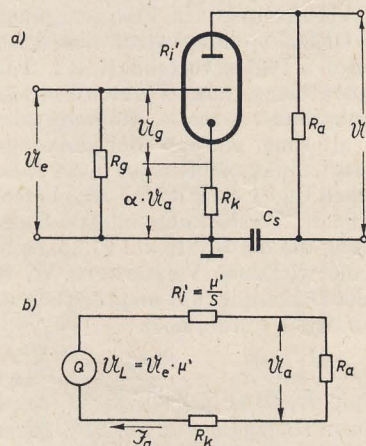 a)
R_i'
𝔘_g
R_a
𝔘
𝔘_e
R_g
α · 𝔘_a
R_k
C_s
b)
R_i' = μ'/S
Q
𝔘_L = 𝔘_e · μ'
𝔘_a
R_a
ℑ_a
R_k